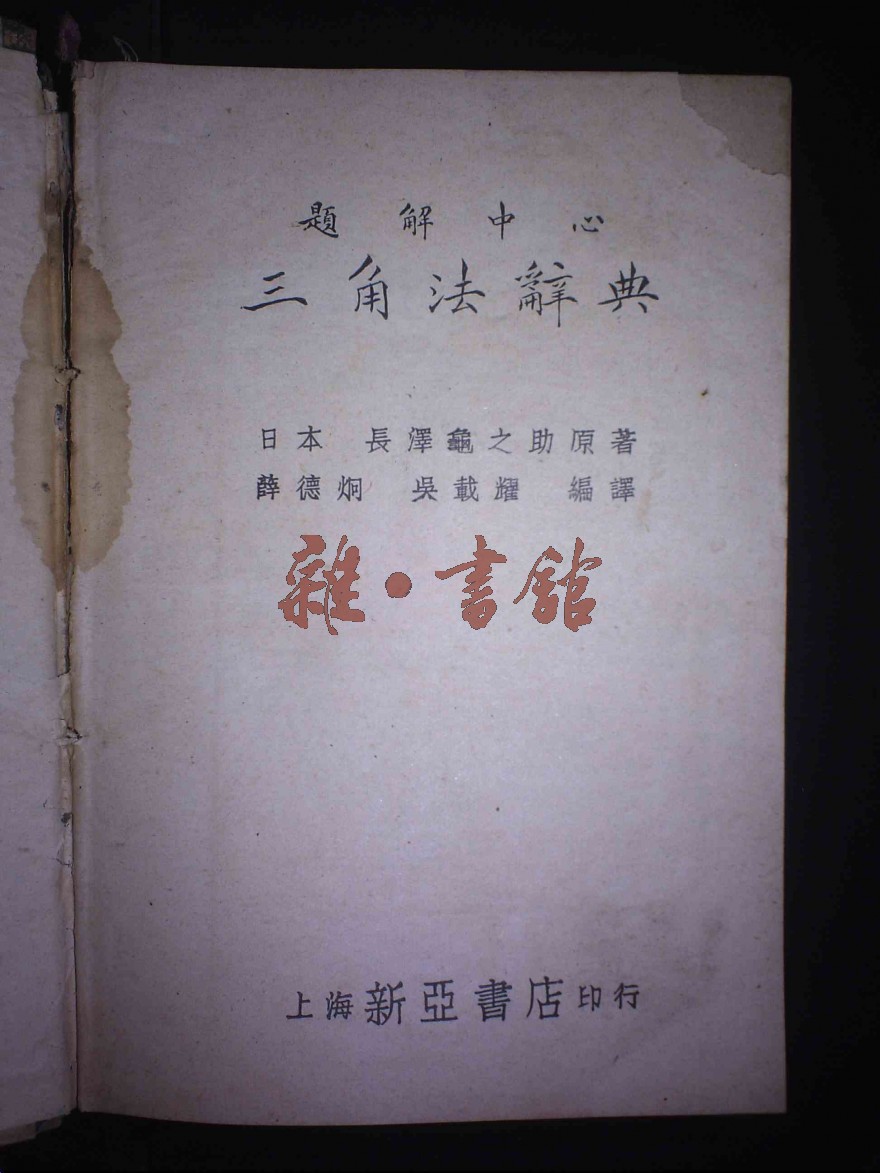 題解中心
三角法辭典
日本 長澤龜之助原著
薛德炯 吳載耀 編譯
雜·書館
上海新亞書店印行